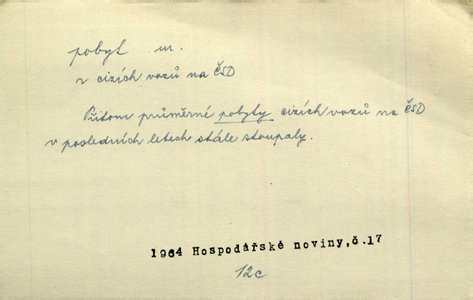 pobyt m.
z cizích vozů na ČSD
Přitom průměrné pobyty cizích vozů na ČSD
v posledních letech stále stoupaly.
1964 Hospodářské noviny,č.17
12c